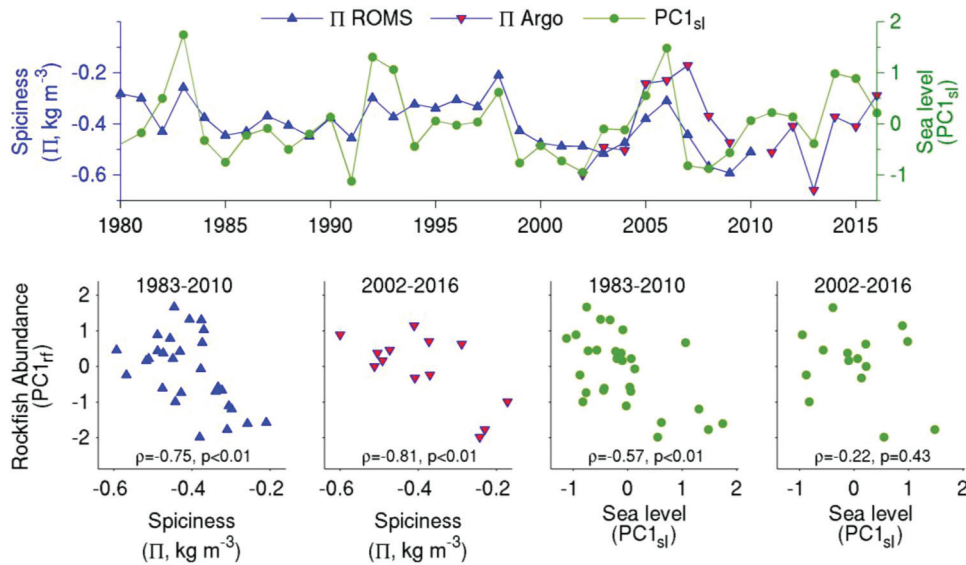 Π ROMS Π Argo PC1sl
Spiciness
(Π, kg m⁻³)
-0.2
-0.4
-0.6
2
1
0
-1
Sea level
(PC1sl)
1980 1985 1990 1995 2000 2005 2010 2015
1983-2010 2002-2016 1983-2010 2002-2016
Rockfish Abundance
(PC1rf)
1
0
-1
-2
ρ=-0.75, p<0.01 ρ=-0.81, p<0.01 ρ=-0.57, p<0.01 ρ=-0.22, p=0.43
-0.6 -0.4 -0.2 -0.6 -0.4 -0.2 -1 0 1 2 -1 0 1 2
Spiciness Spiciness Sea level Sea level
(Π, kg m⁻³) (Π, kg m⁻³) (PC1sl) (PC1sl)